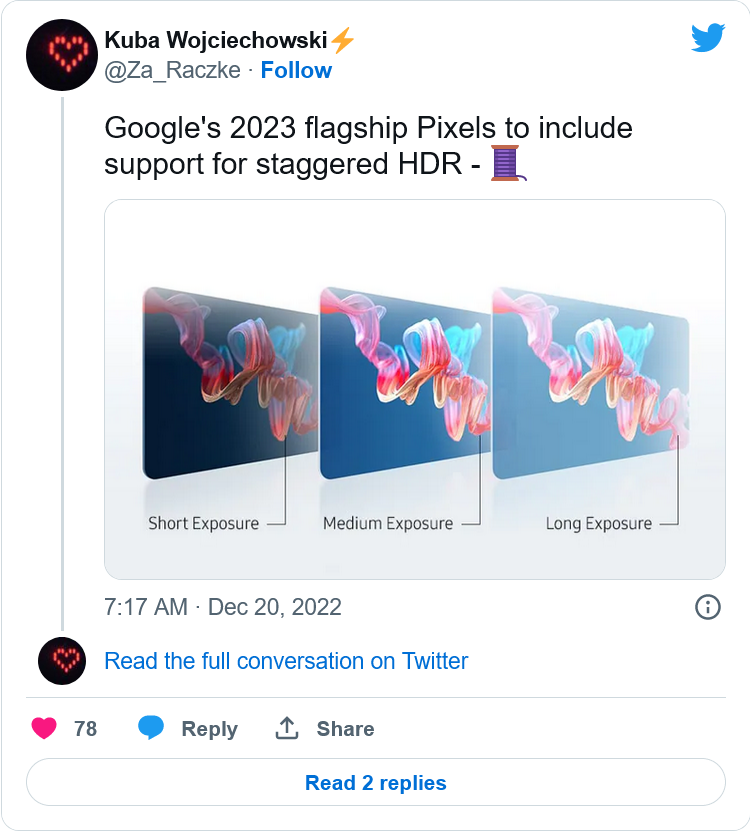 Kuba Wojciechowski⚡
@Za_Raczke · Follow
Google's 2023 flagship Pixels to include
support for staggered HDR - 🧵
Short Exposure
Medium Exposure
Long Exposure
7:17 AM · Dec 20, 2022
Read the full conversation on Twitter
78
Reply
Share
Read 2 replies